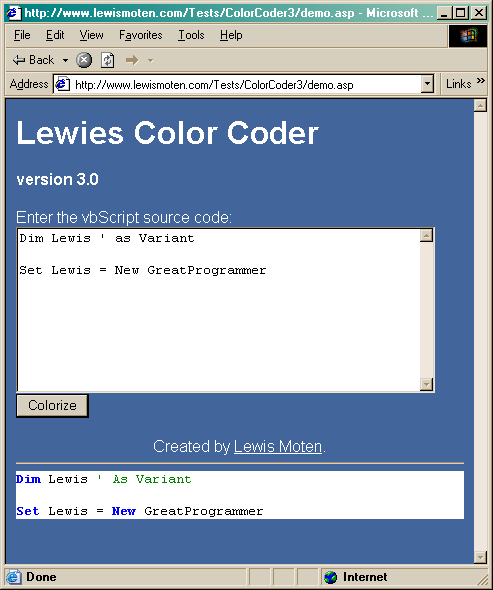 http://www.lewismoten.com/Tests/ColorCoder3/demo.asp - Microsoft ...
File Edit View Favorites Tools Help
Back
Address http://www.lewismoten.com/Tests/ColorCoder3/demo.asp Links »
Lewies Color Coder
version 3.0
Enter the vbScript source code:
Dim Lewis ' as Variant
Set Lewis = New GreatProgrammer
Colorize
Created by Lewis Moten.
Dim Lewis ' As Variant
Set Lewis = New GreatProgrammer
Done Internet